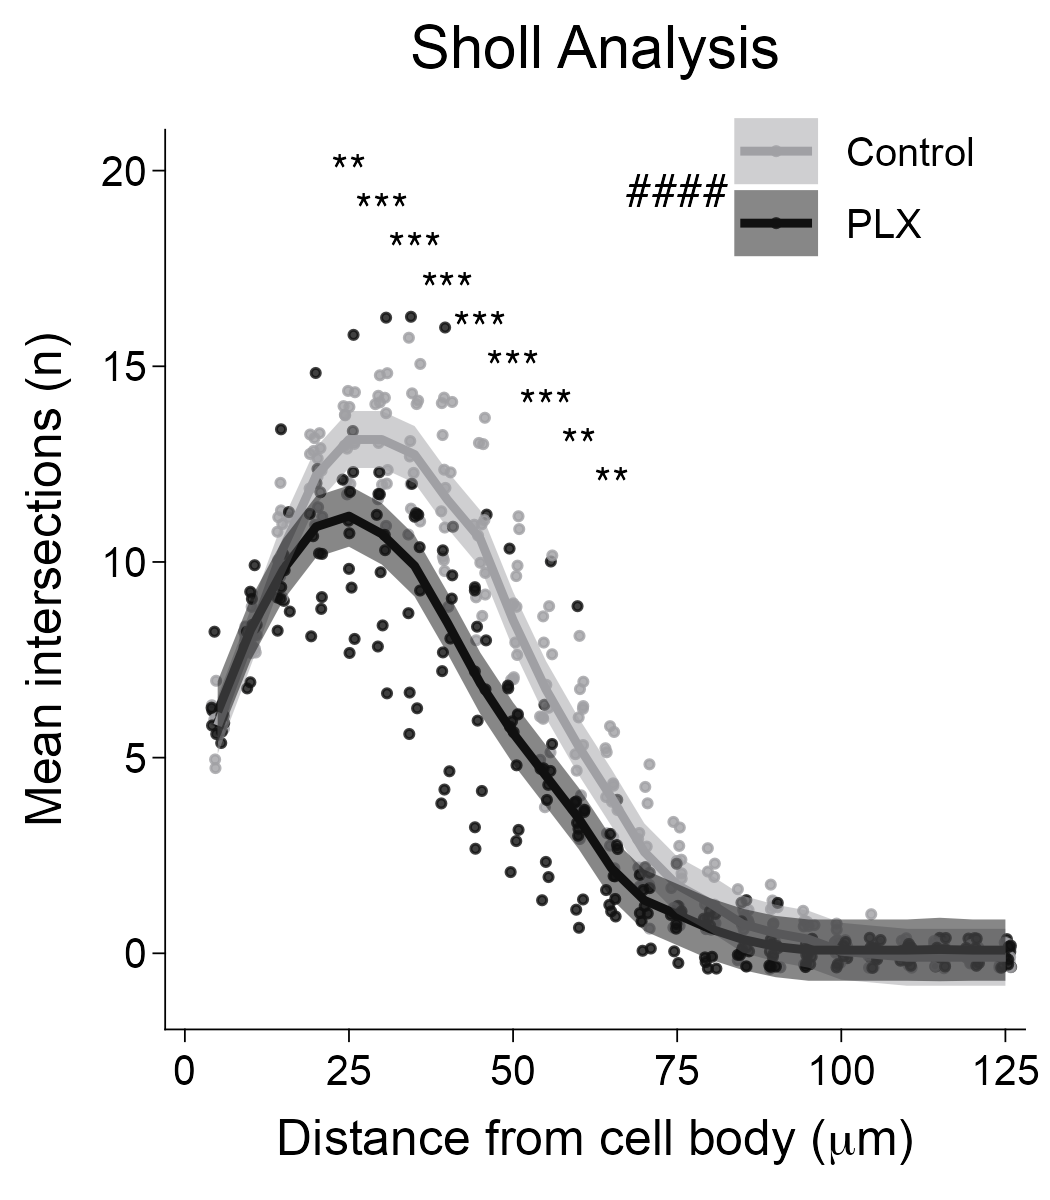 Sholl Analysis
Control
####
PLX
**
***
***
***
***
***
***
**
**
Mean intersections (n)
20
15
10
5
0
0 25 50 75 100 125
Distance from cell body (μm)